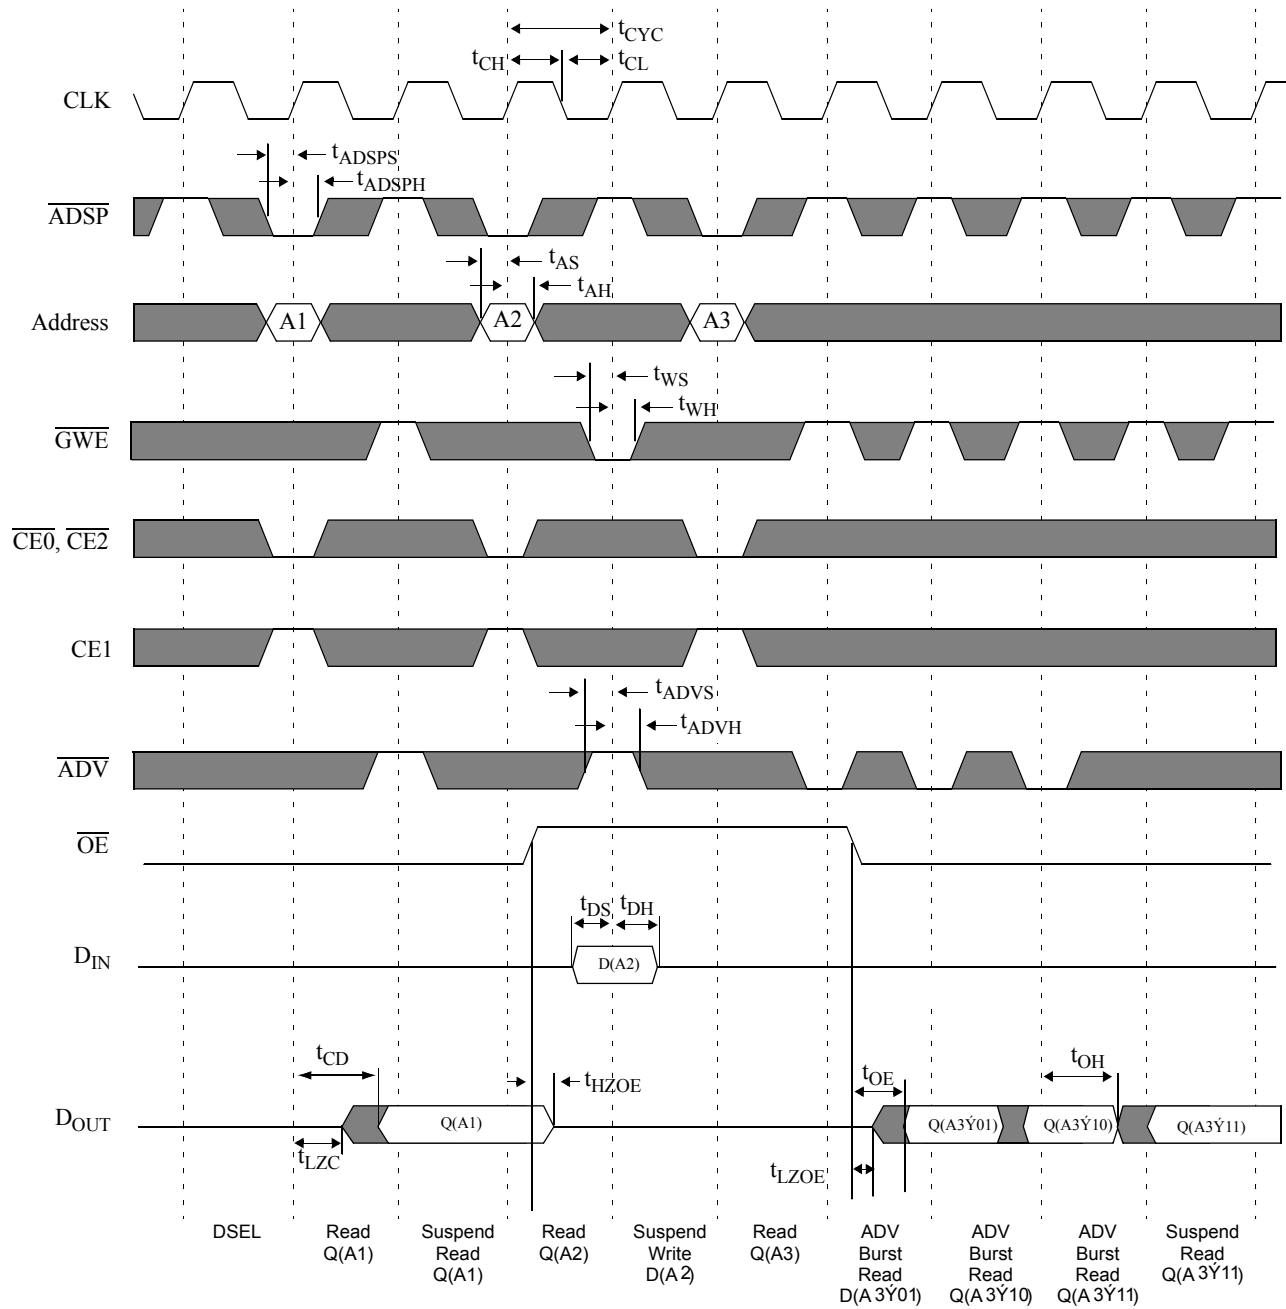 tCYC
tCH
tCL
CLK
tADSPS
tADSPH
ADSP
tAS
tAH
Address
A1
A2
A3
tWS
tWH
GWE
CE0, CE2
CE1
tADVS
tADVH
ADV
OE
tDS
tDH
DIN
D(A2)
tCD
tHZOE
tOE
tOH
DOUT
Q(A1)
Q(A3Ý01)
Q(A3Ý10)
Q(A3Ý11)
tLZC
tLZOE
DSEL
Read
Q(A1)
Suspend
Read
Q(A1)
Read
Q(A2)
Suspend
Write
D(A2)
Read
Q(A3)
ADV
Burst
Read
D(A3Ý01)
ADV
Burst
Read
Q(A3Ý10)
ADV
Burst
Read
Q(A3Ý11)
Suspend
Read
Q(A3Ý11)